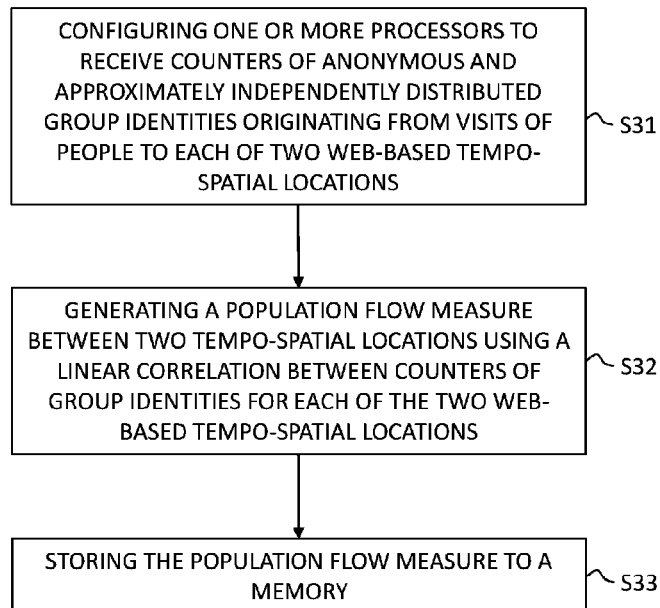 CONFIGURING ONE OR MORE PROCESSORS TO
RECEIVE COUNTERS OF ANONYMOUS AND
APPROXIMATELY INDEPENDENTLY DISTRIBUTED
GROUP IDENTITIES ORIGINATING FROM VISITS OF
PEOPLE TO EACH OF TWO WEB-BASED TEMPO-
SPATIAL LOCATIONS
S31
GENERATING A POPULATION FLOW MEASURE
BETWEEN TWO TEMPO-SPATIAL LOCATIONS USING A
LINEAR CORRELATION BETWEEN COUNTERS OF
GROUP IDENTITIES FOR EACH OF THE TWO WEB-
BASED TEMPO-SPATIAL LOCATIONS
S32
STORING THE POPULATION FLOW MEASURE TO A
MEMORY
S33